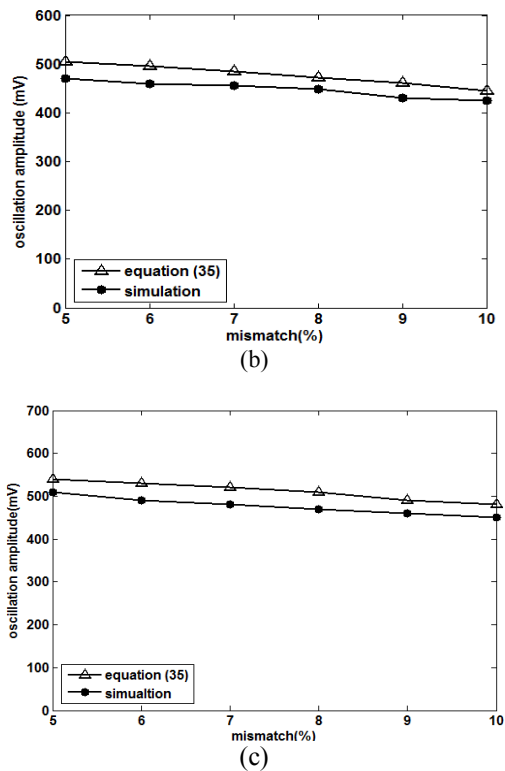 600
500
400
300
200
100
0
oscillation amplitude (mV)
equation (35)
simulation
5 6 7 8 9 10
mismatch(%)
(b)
700
600
500
400
300
200
100
0
oscillation amplitude(mV)
equation (35)
simualtion
5 6 7 8 9 10
mismatch(%)
(c)